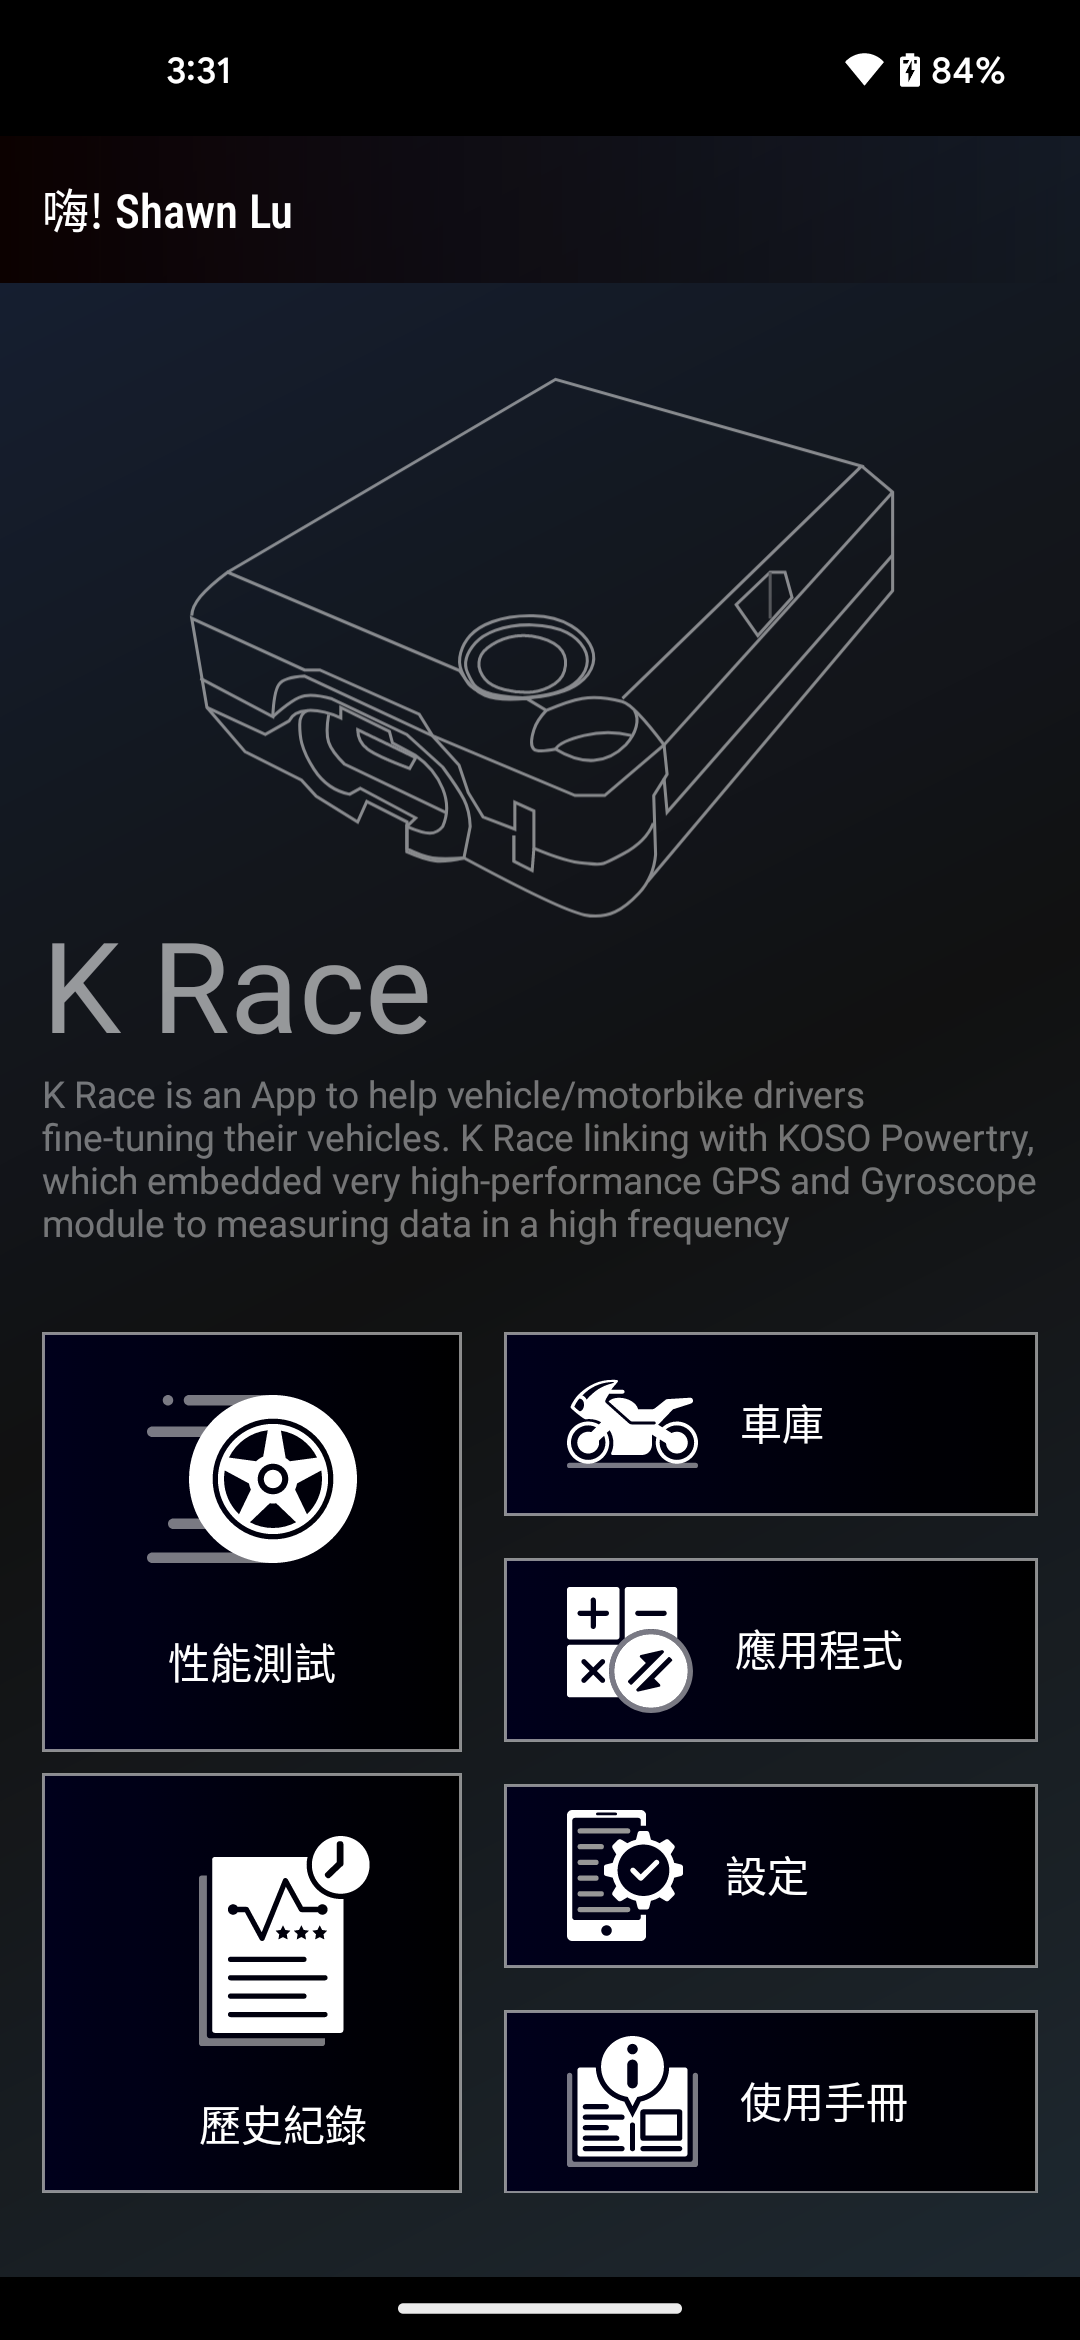 3:31
84%
嗨! Shawn Lu
K Race
K Race is an App to help vehicle/motorbike drivers
fine-tuning their vehicles. K Race linking with KOSO Powertry,
which embedded very high-performance GPS and Gyroscope
module to measuring data in a high frequency
性能測試
車庫
應用程式
歷史紀錄
設定
使用手冊